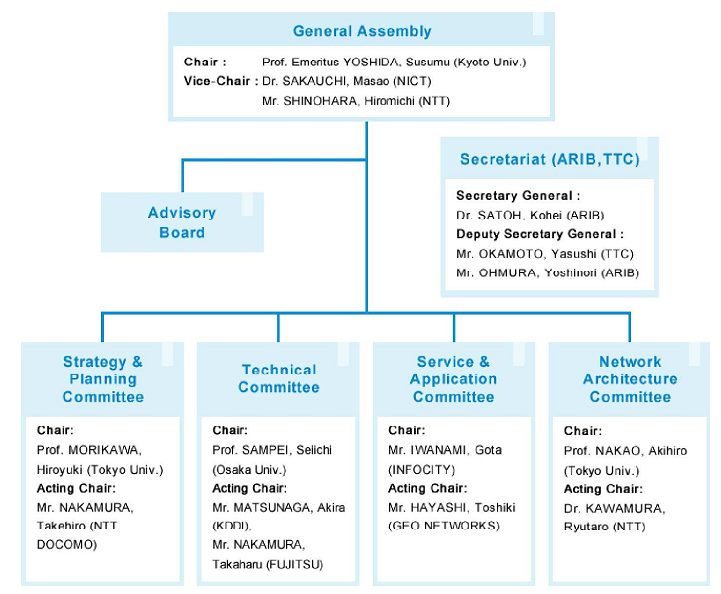 General Assembly
Chair : Prof. Emeritus YOSHIDA, Susumu (Kyoto Univ.)
Vice-Chair : Dr. SAKAUCHI, Masao (NICT)
Mr. SHINOHARA, Hiromichi (NTT)
Advisory
Board
Secretariat (ARIB,TTC)
Secretary General :
Dr. SATOH, Kohei (ARIB)
Deputy Secretary General :
Mr. OKAMOTO, Yasushi (TTC)
Mr. OHMURA, Yoshinori (ARIB)
Strategy &
Planning
Committee
Chair:
Prof. MORIKAWA,
Hiroyuki (Tokyo Univ.)
Acting Chair:
Mr. NAKAMURA,
Takehiro (NTT
DOCOMO)
Technical
Committee
Chair:
Prof. SAMPEI, Seiichi
(Osaka Univ.)
Acting Chair:
Mr. MATSUNAGA, Akira
(KDDI),
Mr. NAKAMURA,
Takaharu (FUJITSU)
Service &
Application
Committee
Chair:
Mr. IWANAMI, Gota
(INFOCITY)
Acting Chair:
Mr. HAYASHI, Toshiki
(GEO NETWORKS)
Network
Architecture
Committee
Chair:
Prof. NAKAO, Akihiro
(Tokyo Univ.)
Acting Chair:
Dr. KAWAMURA,
Ryutaro (NTT)